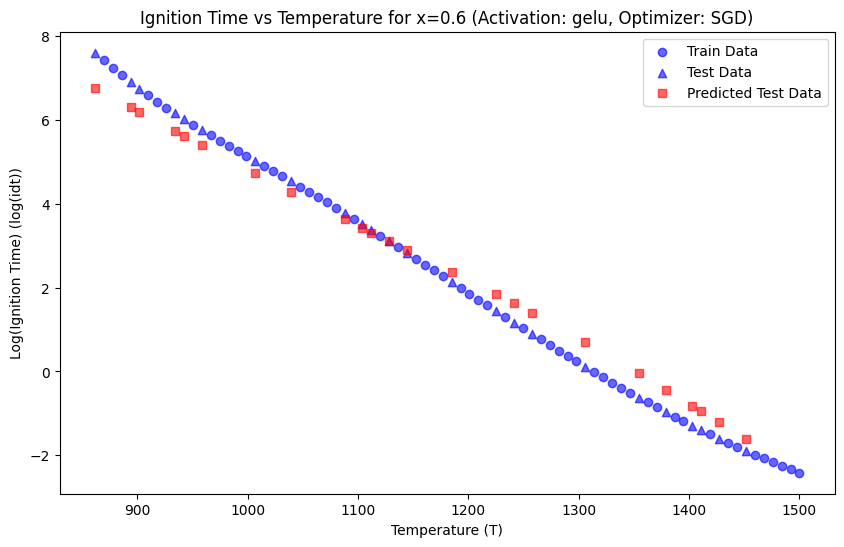 Ignition Time vs Temperature for x=0.6 (Activation: gelu, Optimizer: SGD)
Train Data
Test Data
Predicted Test Data
Log(Ignition Time) (log(idt))
8
6
4
2
0
−2
900
1000
1100
1200
1300
1400
1500
Temperature (T)